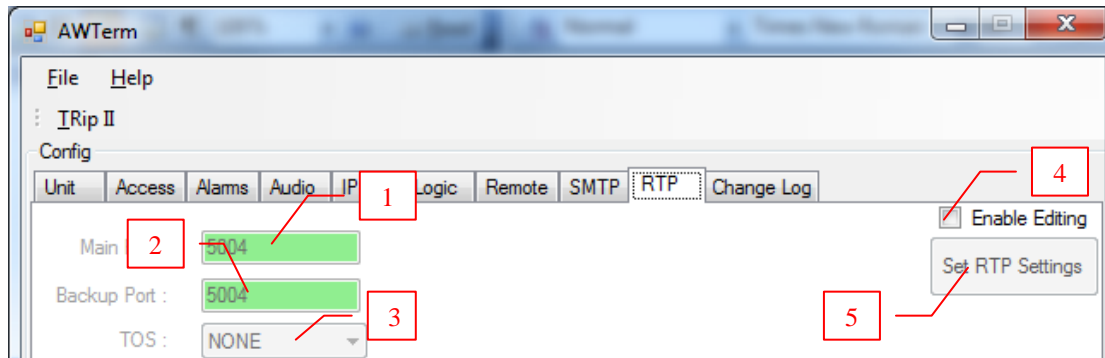 AWTerm
File Help
TRip II
Config
Unit Access Alarms Audio IP Logic Remote SMTP RTP Change Log
1
4
Enable Editing
Main
2
5004
Set RTP Settings
Backup Port :
5004
3
5
TOS :
NONE